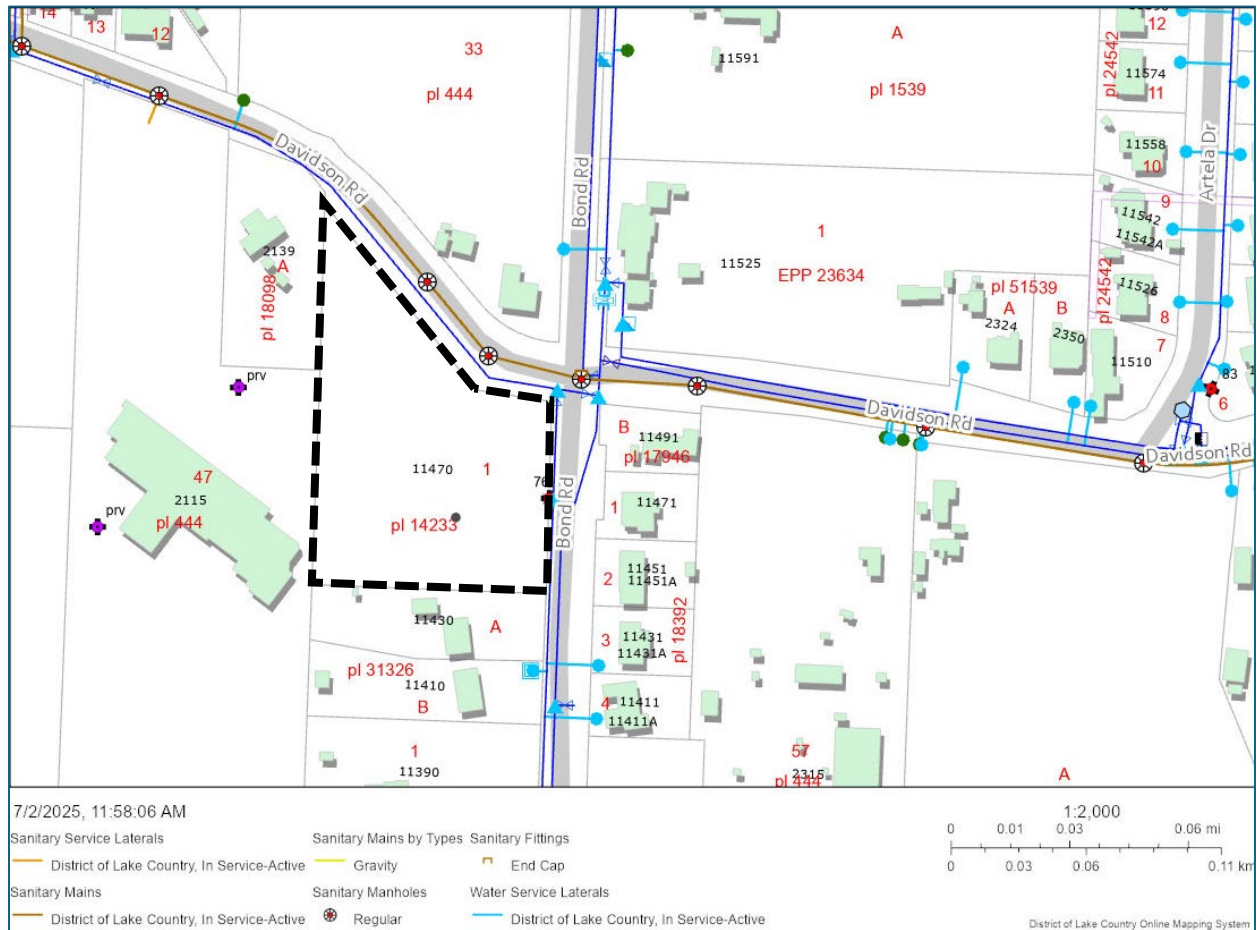 14
13
12
33
pl 444
11591
A
pl 1539
pl 24542
12
11574
11
11558
10
Artela Dr
Davidson Rd
Bond Rd
9
11542
11542A
2139
A
pl 18098
11525
1
EPP 23634
pl 51539
A
B
2324
2350
pl 24542
11526
8
7
11510
prv
83
6
Davidson Rd
Davidson Rd
B
11491
pl 17946
11470
1
76
1
11471
47
2115
pl 444
prv
pl 14233
Bond Rd
2
11451
11451A
pl 18392
11430
A
3
11431
11431A
pl 31326
11410
B
4
11411
11411A
1
11390
57
2315
pl 444
A
7/2/2025, 11:58:06 AM
1:2,000
0 0.01 0.03 0.06 mi
0 0.03 0.06 0.11 km
Sanitary Service Laterals
District of Lake Country, In Service-Active
Sanitary Mains
District of Lake Country, In Service-Active
Sanitary Mains by Types
Gravity
Sanitary Manholes
Regular
Sanitary Fittings
End Cap
Water Service Laterals
District of Lake Country, In Service-Active
District of Lake Country Online Mapping System